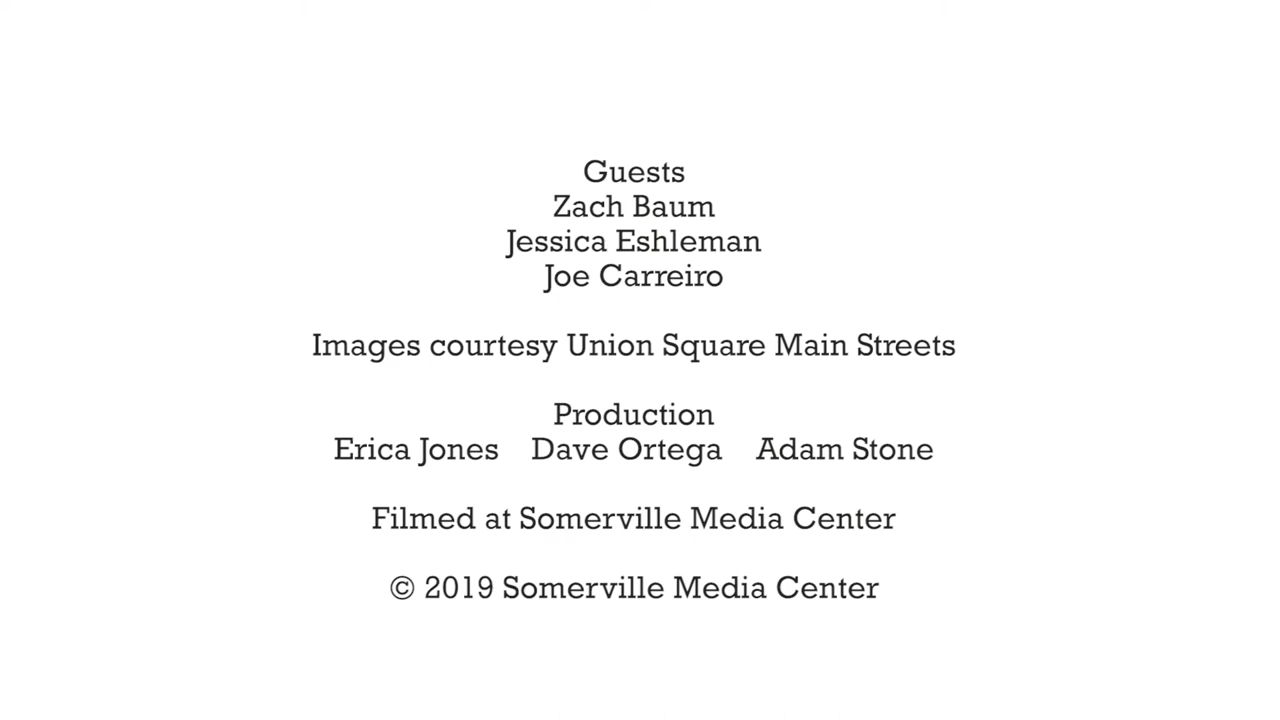 Guests
Zach Baum
Jessica Eshleman
Joe Carreiro
Images courtesy Union Square Main Streets
Production
Erica Jones Dave Ortega Adam Stone
Filmed at Somerville Media Center
© 2019 Somerville Media Center